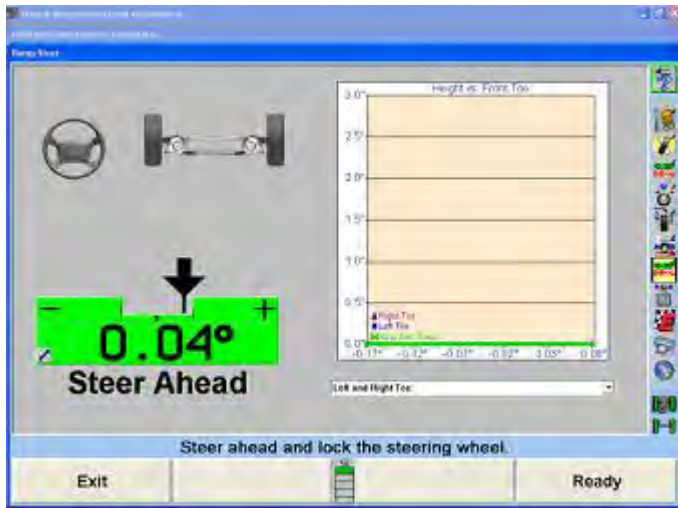 Bump Steer
Height vs. Front Toe
3.0"
2.5"
2.0"
1.5"
1.0"
0.5"
Right Toe
Left Toe
0.0"
- +
0.04°
Steer Ahead
Left and Right Toe
Steer ahead and lock the steering wheel.
Exit
Ready